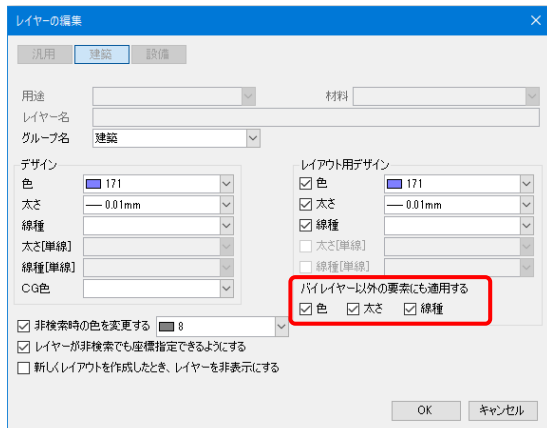 レイヤーの編集
汎用 建築 設備
用途 材料
レイヤー名
グループ名 建築
デザイン レイアウト用デザイン
色 171 色 171
太さ 0.01mm 太さ 0.01mm
線種 線種
太さ[単線] 太さ[単線]
線種[単線] 線種[単線]
CG色 バイレイヤー以外の要素にも適用する
色 太さ 線種
非検索時の色を変更する 8
レイヤーが非検索でも座標指定できるようにする
新しくレイアウトを作成したとき、レイヤーを非表示にする
OK キャンセル